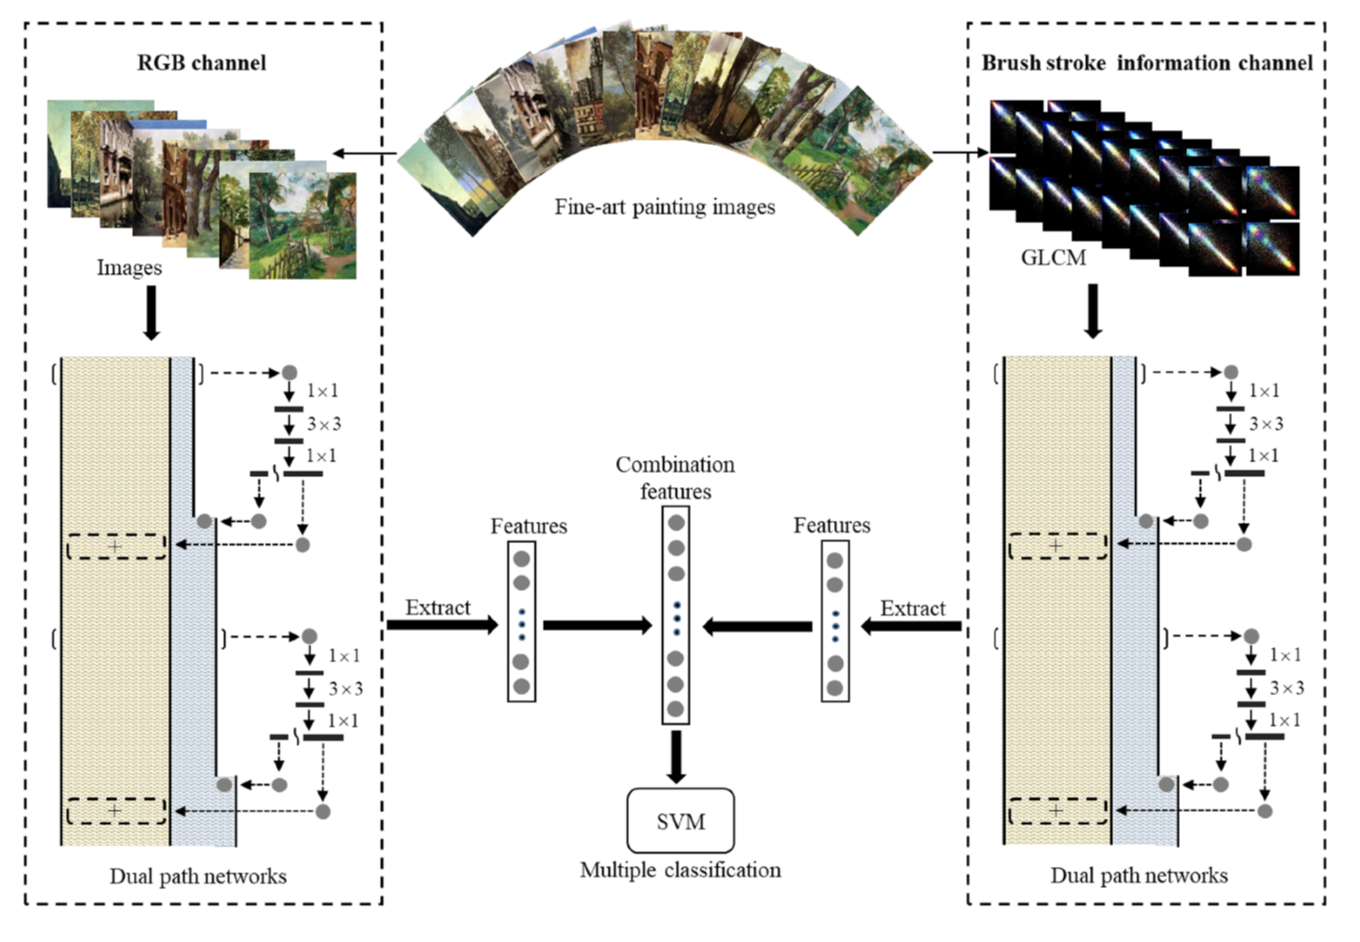 RGB channel
Brush stroke information channel
Fine-art painting images
Images
GLCM
1×1
3×3
1×1
+
1×1
3×3
1×1
+
Dual path networks
Extract
Features
Combination
features
Features
Extract
SVM
Multiple classification
1×1
3×3
1×1
+
1×1
3×3
1×1
+
Dual path networks